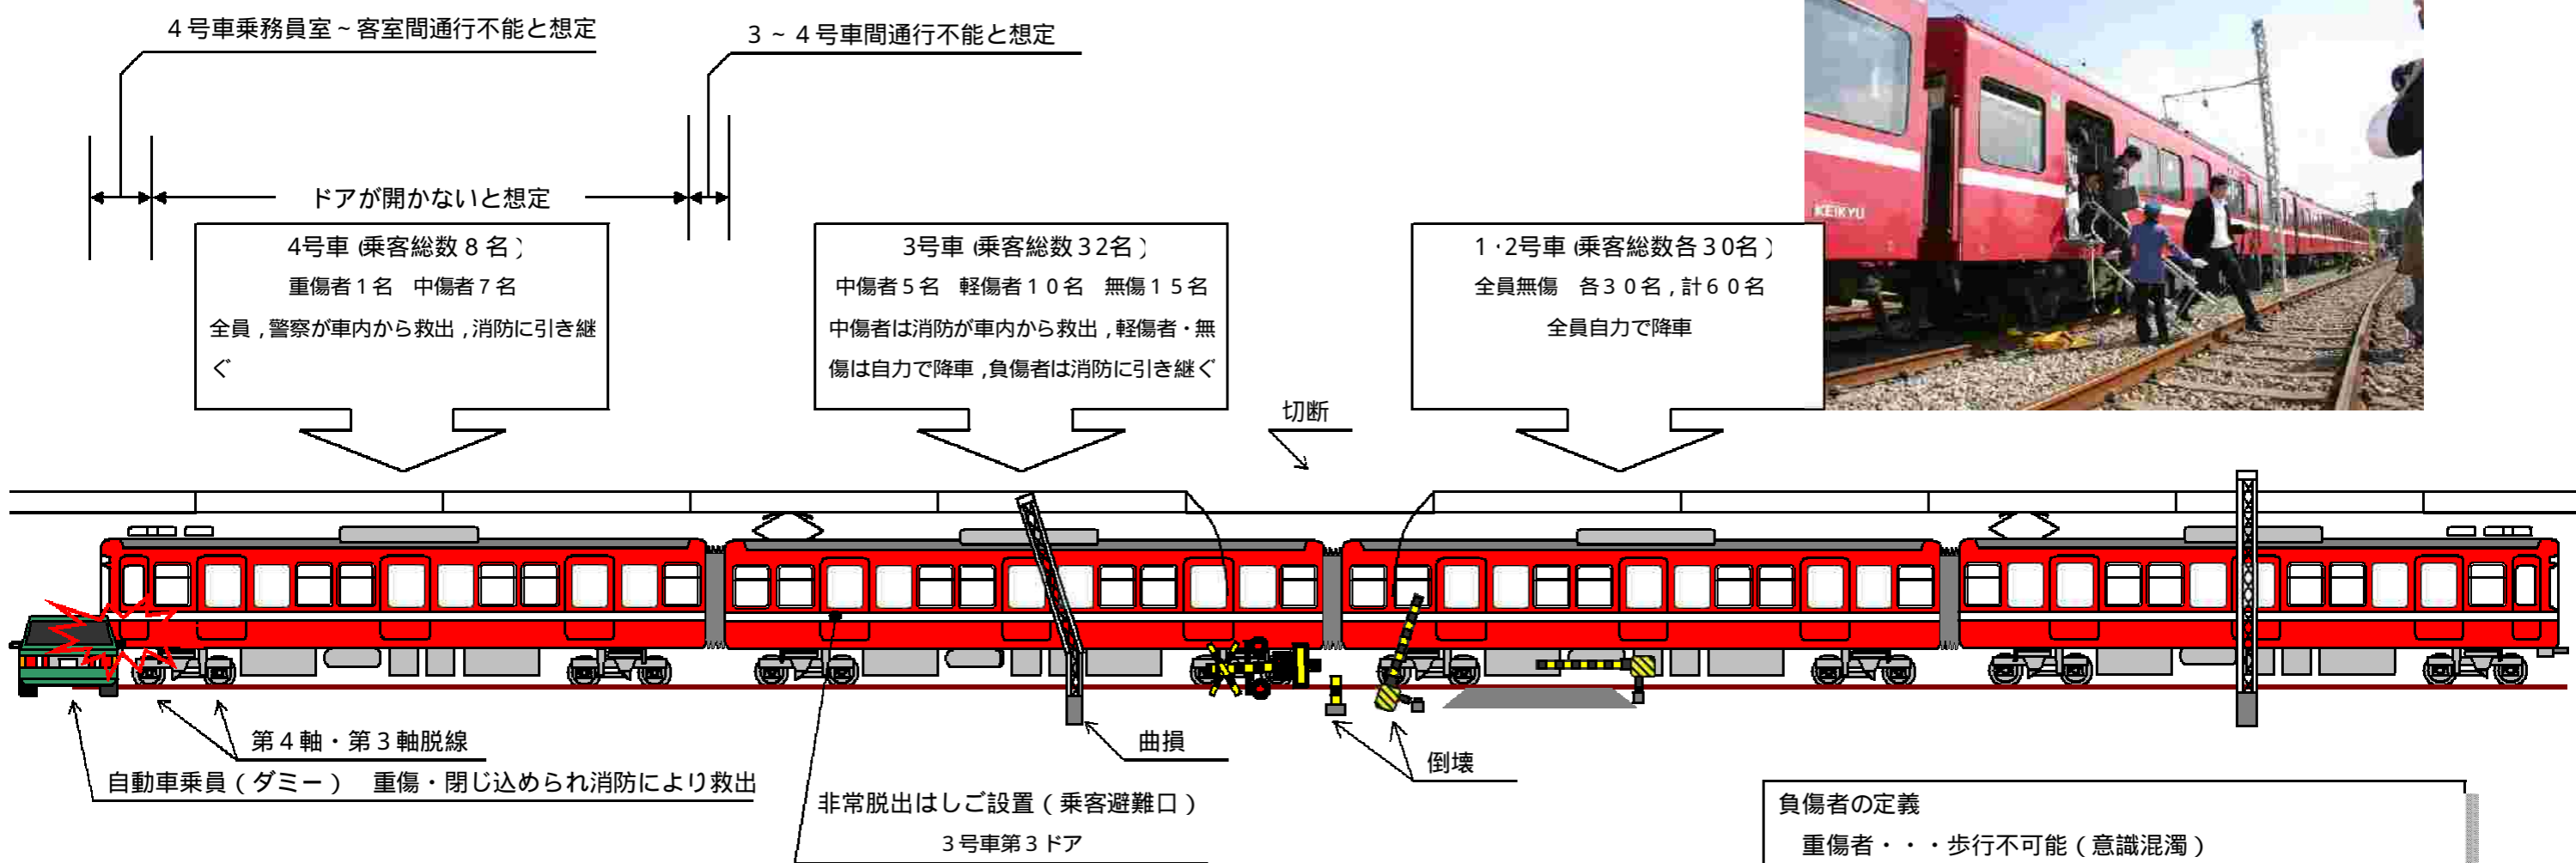 4号車乗務員室~客室間通行不能と想定
3~4号車間通行不能と想定
ドアが開かないと想定
4号車(乗客総数8名)
重傷者1名 中傷者7名
全員,警察が車内から救出,消防に引き継
ぐ
3号車(乗客総数32名)
中傷者5名 軽傷者10名 無傷15名
中傷者は消防が車内から救出,軽傷者・無
傷は自力で降車,負傷者は消防に引き継ぐ
1・2号車(乗客総数各30名)
全員無傷 各30名,計60名
全員自力で降車
KEIKYU
切断
第4軸・第3軸脱線
自動車乗員(ダミー) 重傷・閉じ込められ消防により救出
曲損
倒壊
非常脱出はしご設置(乗客避難口)
3号車第3ドア
負傷者の定義
重傷者・・・歩行不可能(意識混濁)